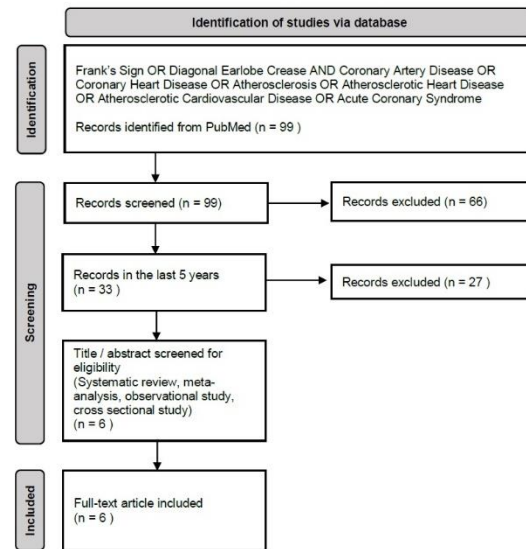 Identification of studies via database
Identification
Frank's Sign OR Diagonal Earlobe Crease AND Coronary Artery Disease OR
Coronary Heart Disease OR Atherosclerosis OR Atherosclerotic Heart Disease
OR Atherosclerotic Cardiovascular Disease OR Acute Coronary Syndrome
Records identified from PubMed (n = 99 )
Screening
Records screened (n = 99)
Records excluded (n = 66)
Records in the last 5 years
(n = 33 )
Records excluded (n = 27 )
Title / abstract screened for
eligibility
(Systematic review, meta-
analysis, observational study,
cross sectional study)
(n = 6 )
Included
Full-text article included
(n = 6 )